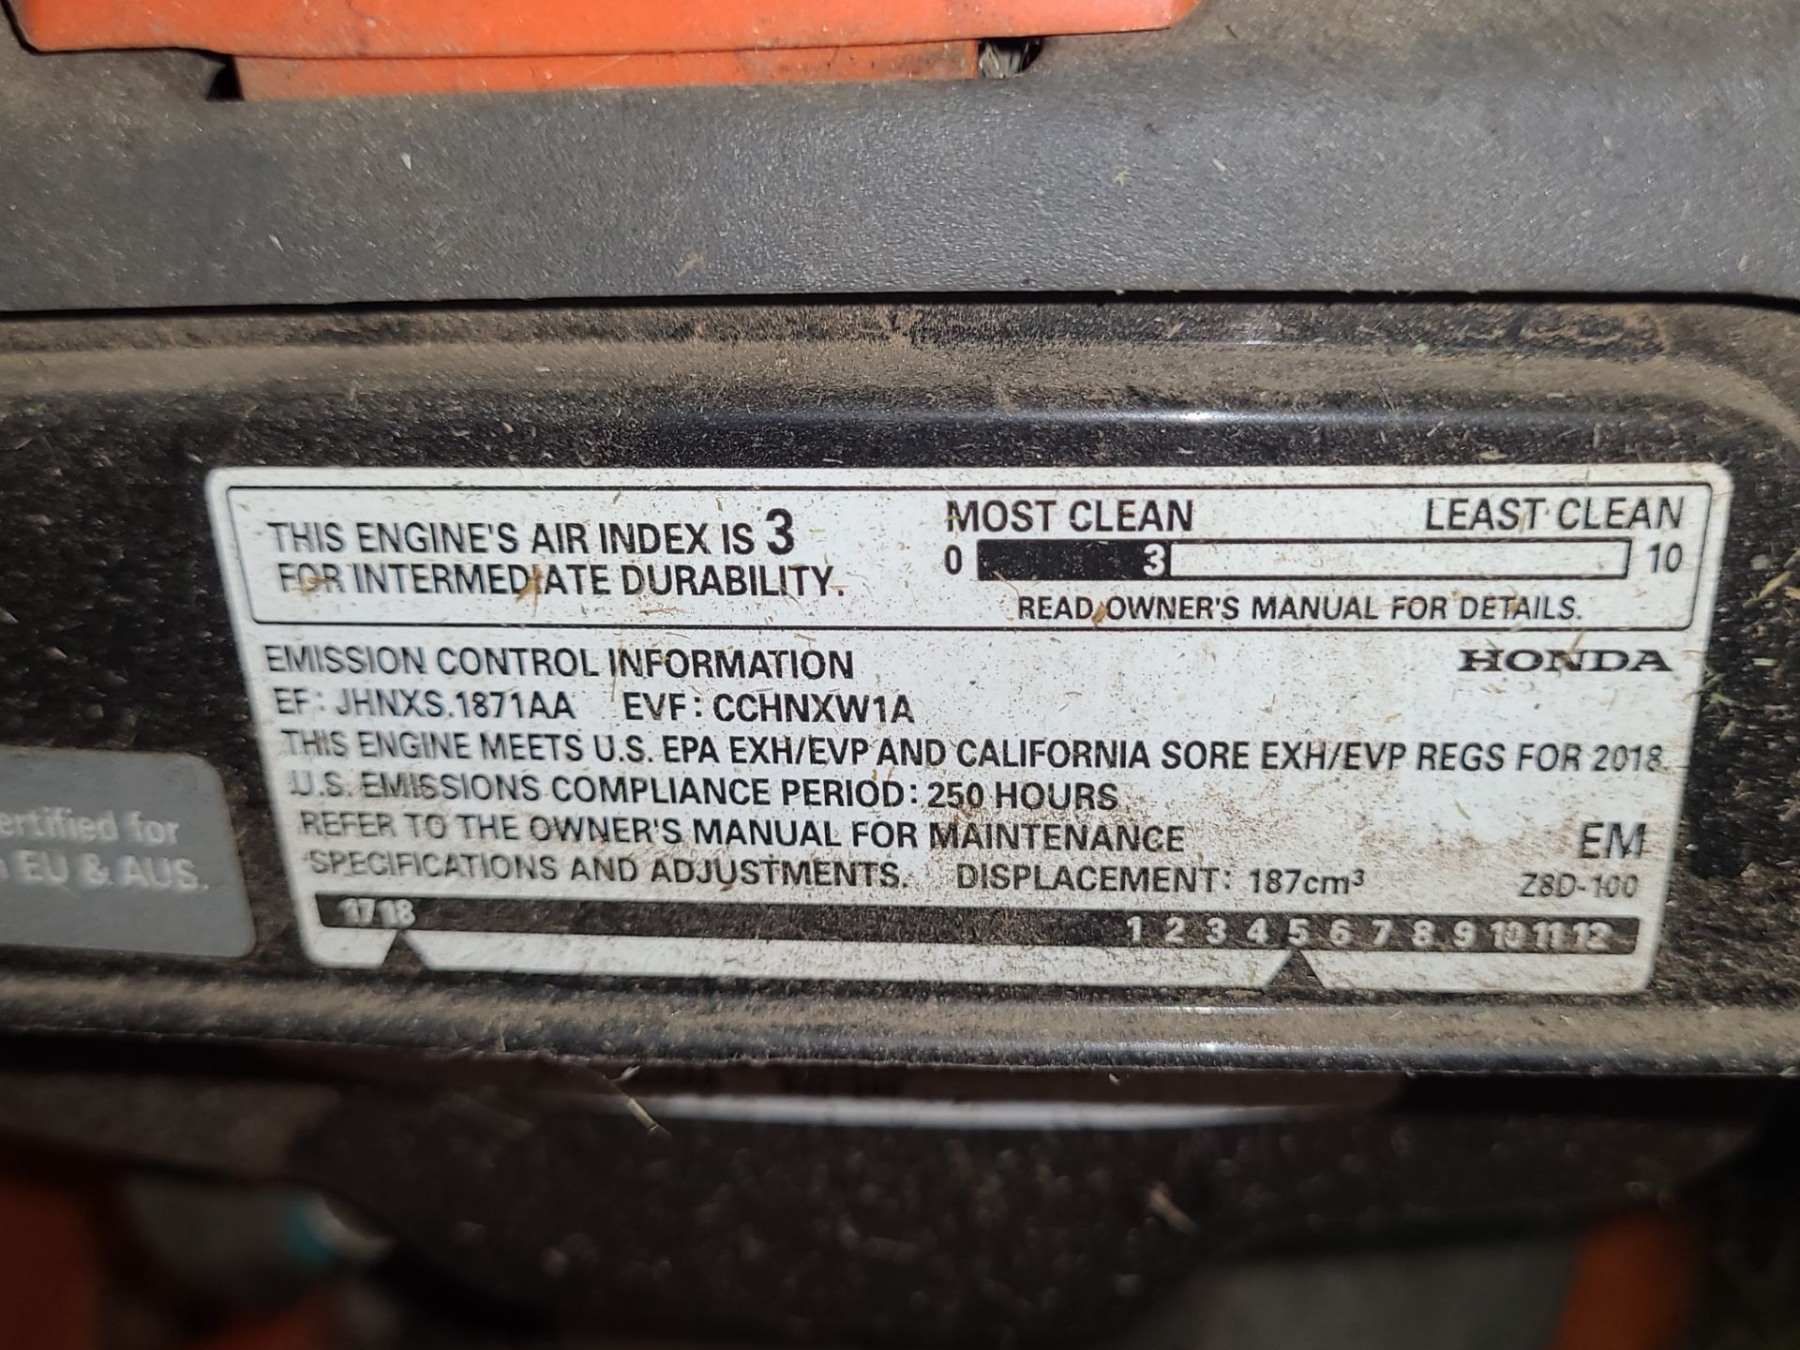 THIS ENGINE'S AIR INDEX IS 3
FOR INTERMEDIATE DURABILITY.
MOST CLEAN LEAST CLEAN
0 3 10
READ OWNER'S MANUAL FOR DETAILS.
EMISSION CONTROL INFORMATION
HONDA
EF: JHNXS.1871AA EVF: CCHNXW1A
THIS ENGINE MEETS U.S. EPA EXH/EVP AND CALIFORNIA SORE EXH/EVP REGS FOR 2018
U.S. EMISSIONS COMPLIANCE PERIOD: 250 HOURS
REFER TO THE OWNER'S MANUAL FOR MAINTENANCE
SPECIFICATIONS AND ADJUSTMENTS. DISPLACEMENT: 187cm³
EM
Z8D-100
17 18 1 2 3 4 5 6 7 8 9 10 11 12
for
EU & AUS.